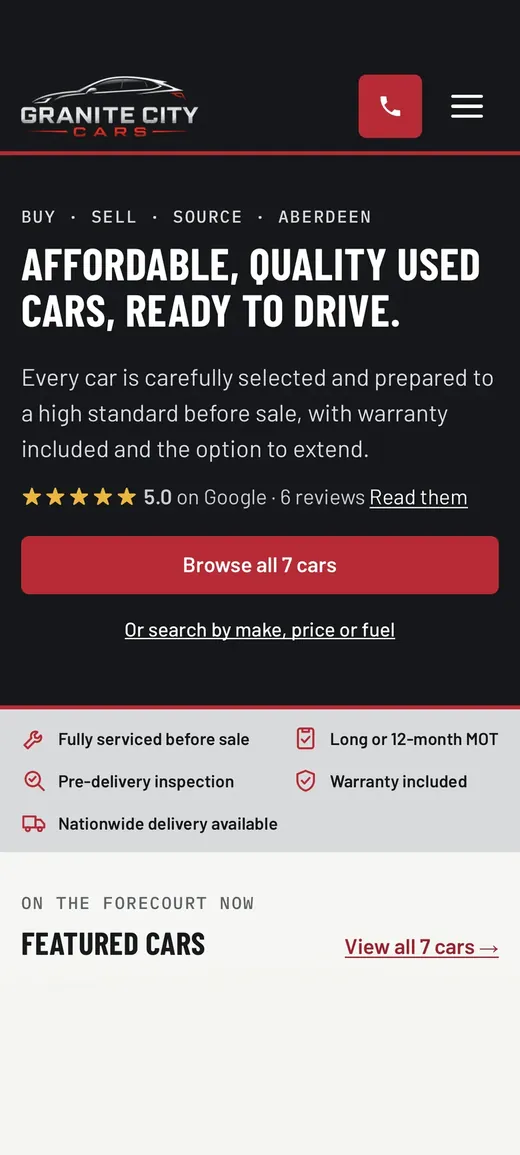 GRANITE CITY
CARS
BUY · SELL · SOURCE · ABERDEEN
AFFORDABLE, QUALITY USED
CARS, READY TO DRIVE.
Every car is carefully selected and prepared to
a high standard before sale, with warranty
included and the option to extend.
5.0 on Google · 6 reviews Read them
Browse all 7 cars
Or search by make, price or fuel
Fully serviced before sale
Long or 12-month MOT
Pre-delivery inspection
Warranty included
Nationwide delivery available
ON THE FORECOURT NOW
FEATURED CARS
View all 7 cars →